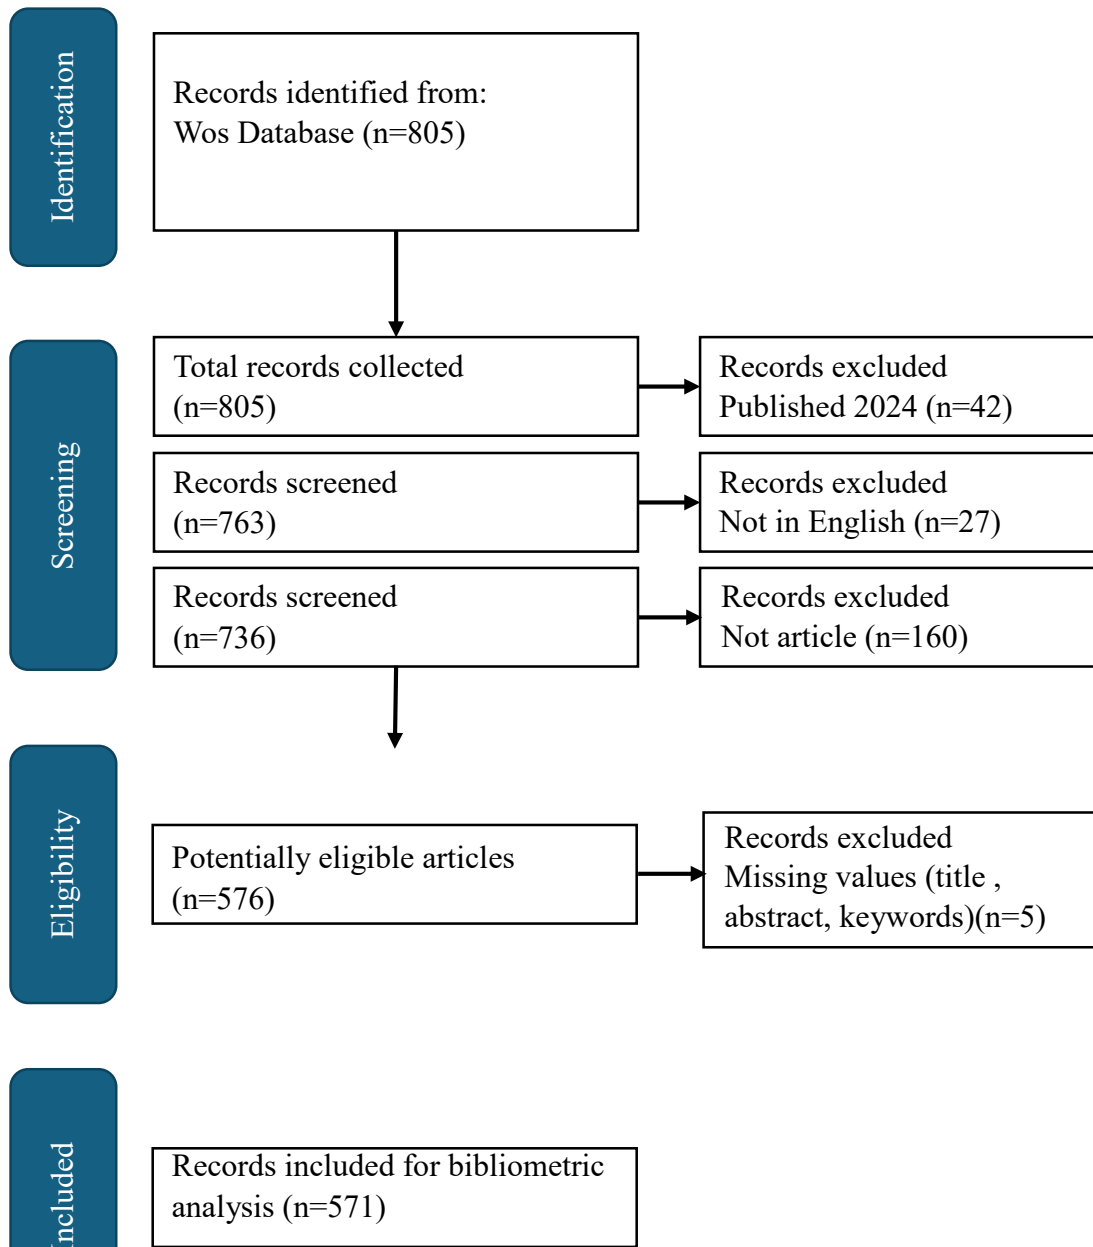 Identification
Records identified from:
Wos Database (n=805)
Screening
Total records collected
(n=805)
Records excluded
Published 2024 (n=42)
Records screened
(n=763)
Records excluded
Not in English (n=27)
Records screened
(n=736)
Records excluded
Not article (n=160)
Eligibility
Potentially eligible articles
(n=576)
Records excluded
Missing values (title ,
abstract, keywords)(n=5)
Included
Records included for bibliometric
analysis (n=571)